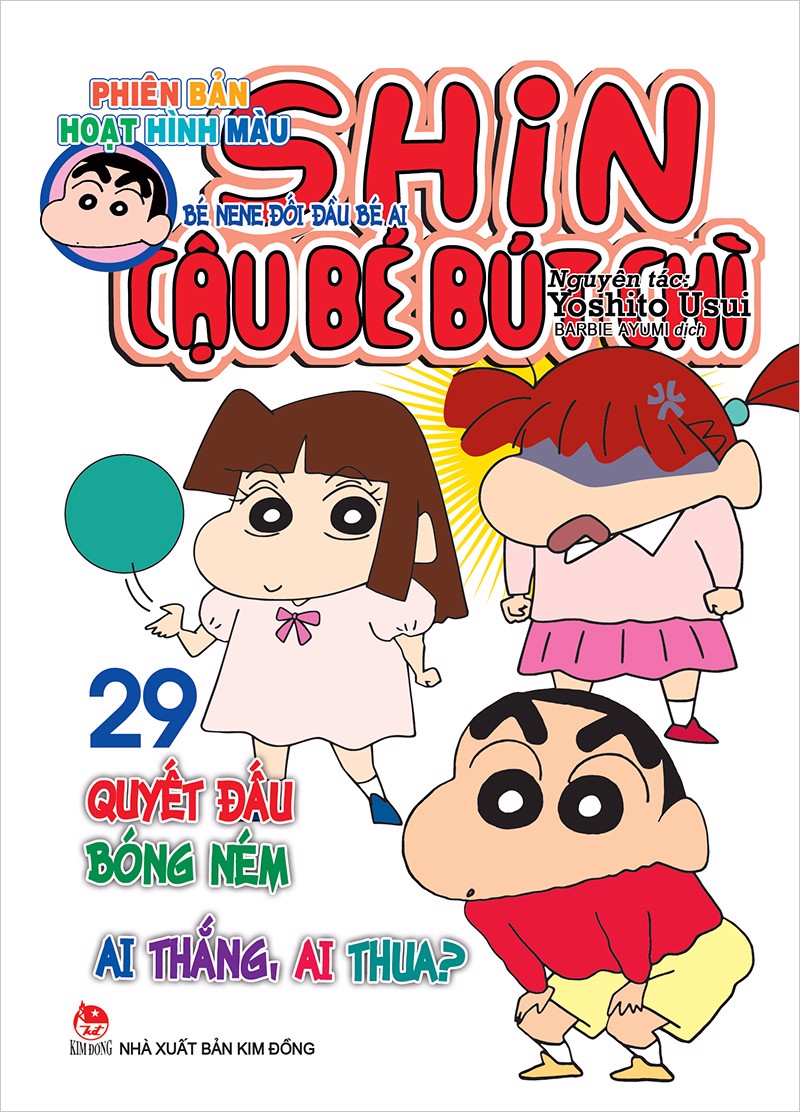 PHIÊN BẢN
HOẠT HÌNH MÀU
SHiN
BÉ NENE ĐỐI ĐẦU BÉ AI
CẬU BÉ BÚT CHÌ
Nguyên tác:
Yoshito Usui
BARBIE AYUMI dịch
29
QUYẾT ĐẤU
BÓNG NÉM
AI THẮNG, AI THUA?
KIM ĐỒNG
NHÀ XUẤT BẢN KIM ĐỒNG